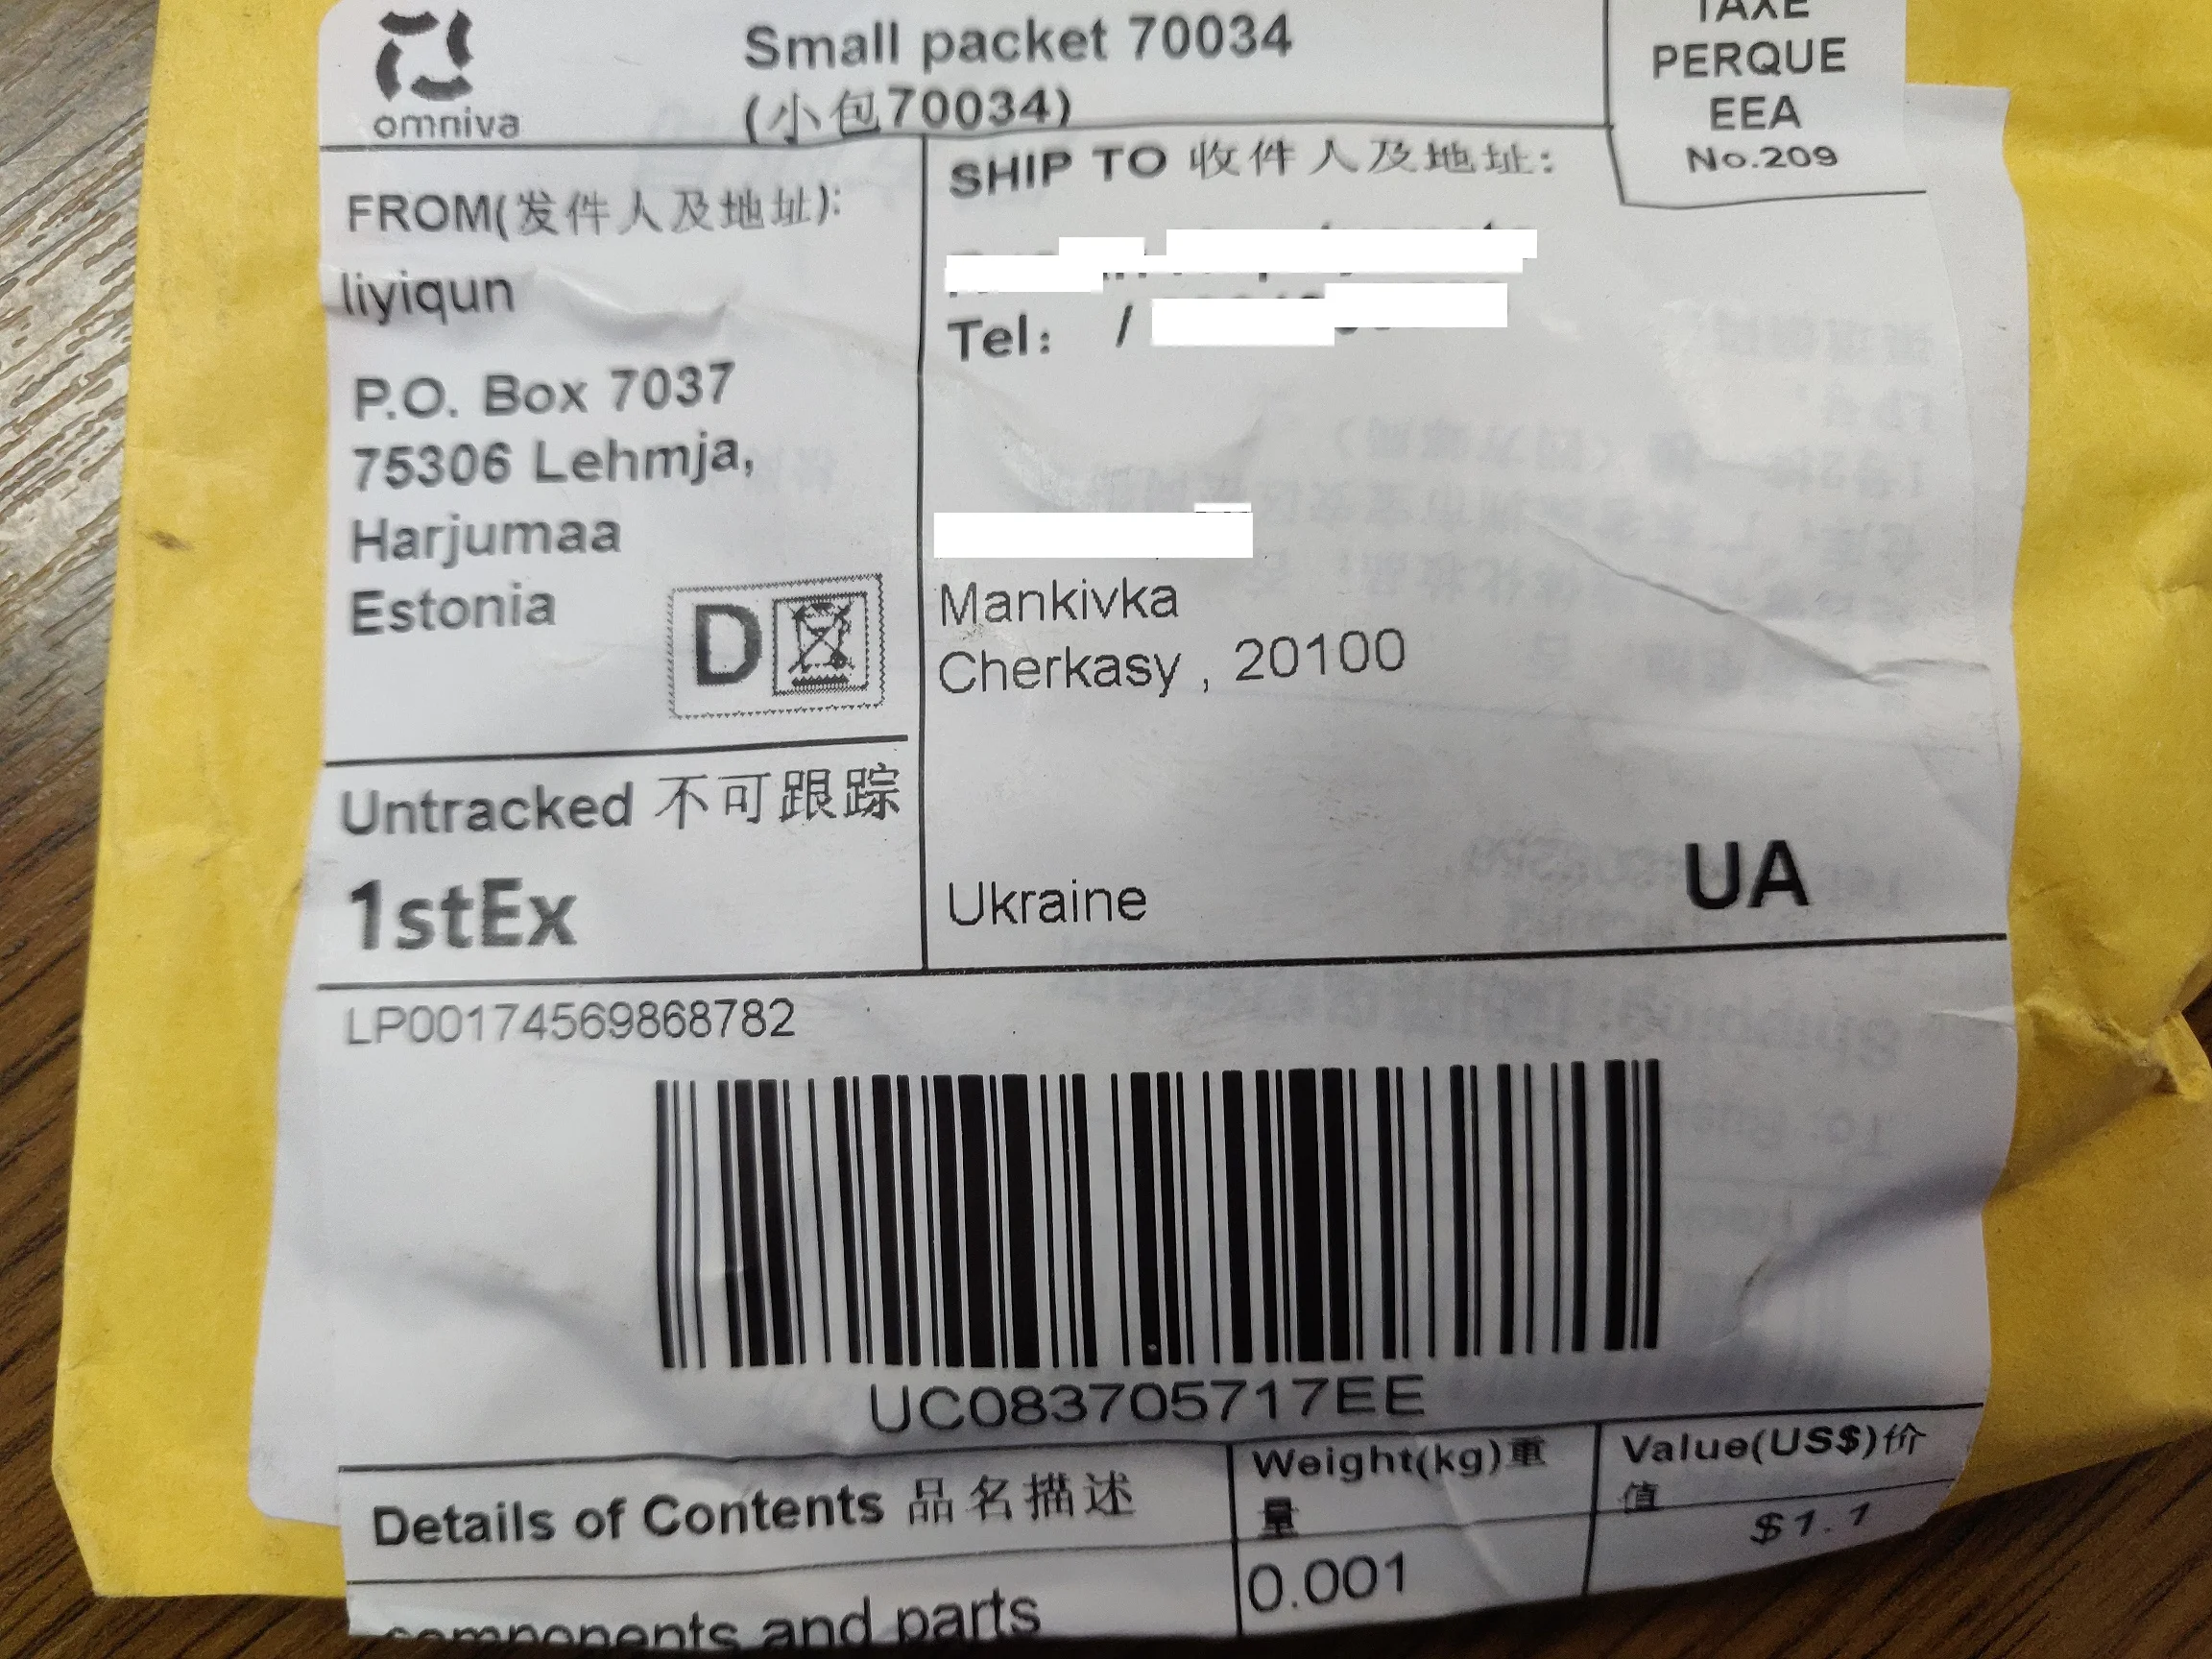 omniva
Small packet 70034
(小包70034)
TAXE
PERQUE
EEA
No.209
FROM(发件人及地址):
liyiqun
P.O. Box 7037
75306 Lehmja,
Harjumaa
Estonia
D
SHIP TO 收件人及地址:
Tel: /
Mankivka
Cherkasy , 20100
Ukraine
UA
Untracked 不可跟踪
1stEx
LP00174569868782
UC083705717EE
Details of Contents 品名描述
Weight(kg)重
量
Value(US$)价
值
components and parts
0.001
$1.1